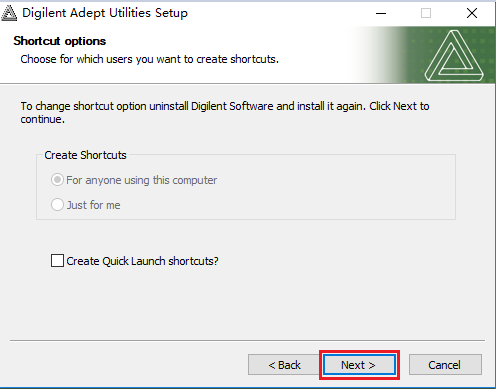 Digilent Adept Utilities Setup
Shortcut options
Choose for which users you want to create shortcuts.
To change shortcut option uninstall Digilent Software and install it again. Click Next to
continue.
Create Shortcuts
For anyone using this computer
Just for me
Create Quick Launch shortcuts?
< Back
Next >
Cancel